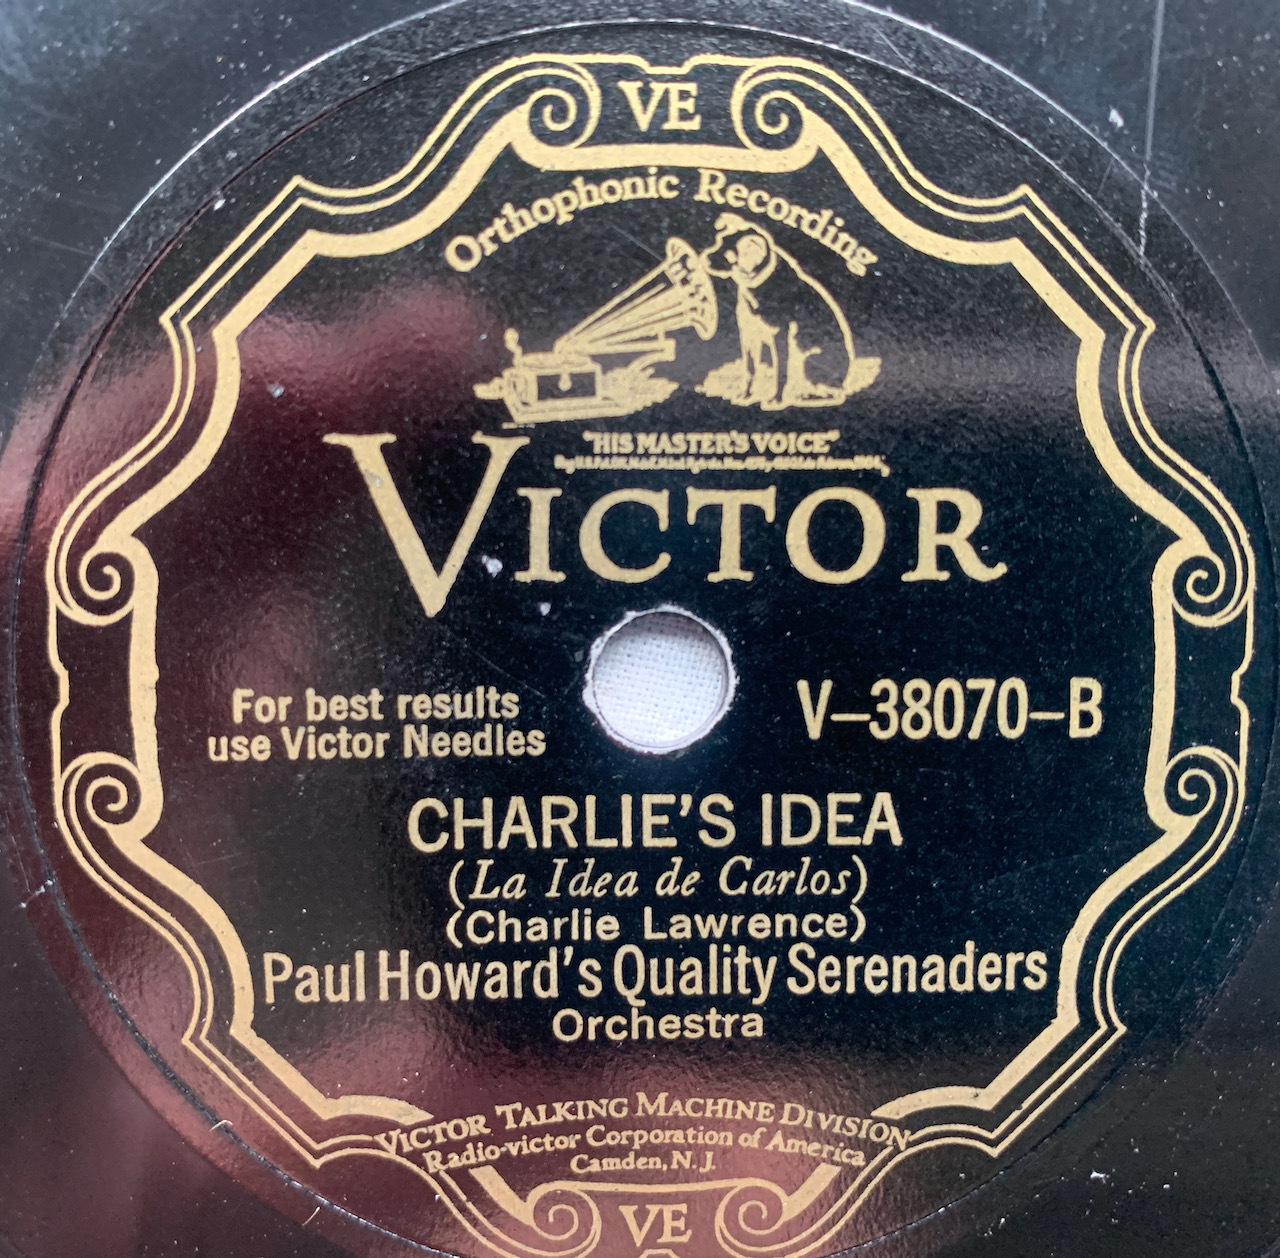 VE
Orthophonic Recording
"HIS MASTER'S VOICE"
VICTOR
For best results
use Victor Needles
V-38070-B
CHARLIE'S IDEA
(La Idea de Carlos)
(Charlie Lawrence)
Paul Howard's Quality Serenaders
Orchestra
VICTOR TALKING MACHINE DIVISION
Radio-victor Corporation of America
Camden, N. J.
VE